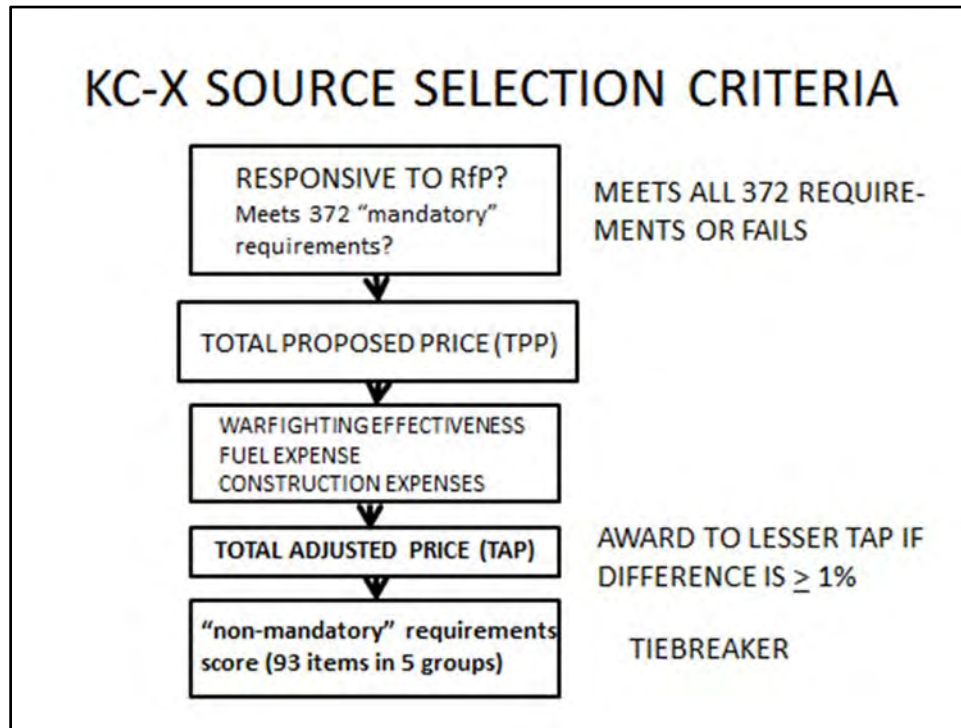 KC-X SOURCE SELECTION CRITERIA
RESPONSIVE TO RfP?
Meets 372 “mandatory”
requirements?
MEETS ALL 372 REQUIRE-
MENTS OR FAILS
TOTAL PROPOSED PRICE (TPP)
WARFIGHTING EFFECTIVENESS
FUEL EXPENSE
CONSTRUCTION EXPENSES
TOTAL ADJUSTED PRICE (TAP)
AWARD TO LESSER TAP IF
DIFFERENCE IS ≥ 1%
“non-mandatory” requirements
score (93 items in 5 groups)
TIEBREAKER